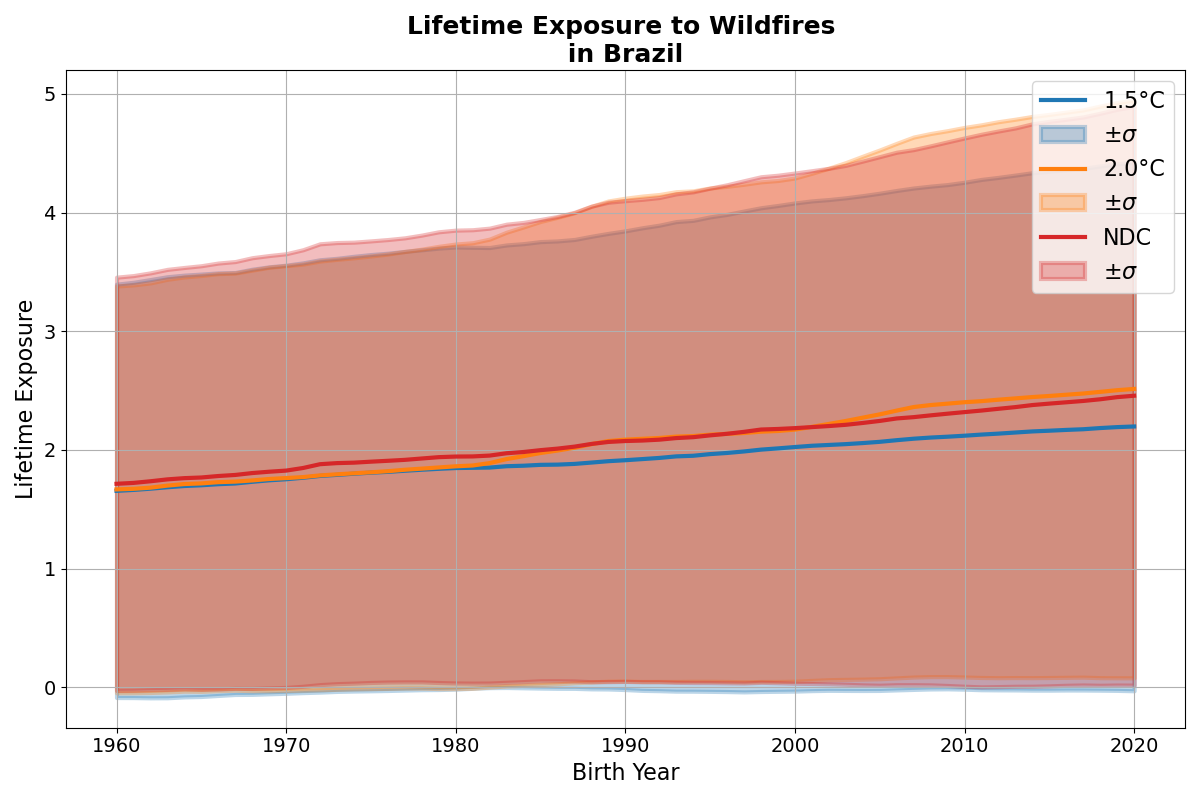 Lifetime Exposure to Wildfires
in Brazil
Lifetime Exposure
5
4
3
2
1
0
1960
1970
1980
1990
2000
2010
2020
Birth Year
1.5°C
±σ
2.0°C
±σ
NDC
±σ